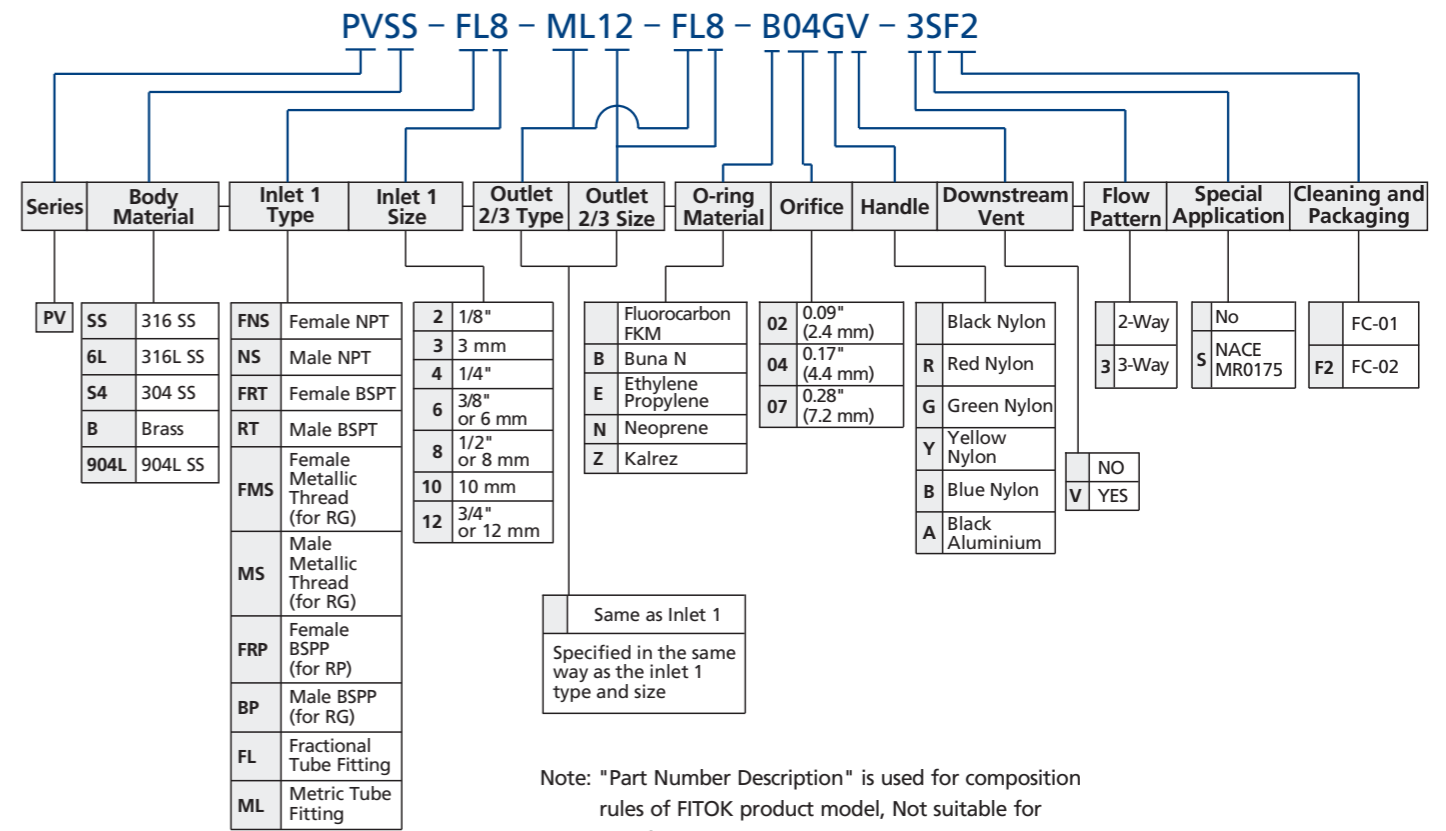 PVSS – FL8 – ML12 – FL8 – B04GV – 3SF2
Series
Body
Material
Inlet 1
Type
Inlet 1
Size
Outlet
2/3 Type
Outlet
2/3 Size
O-ring
Material
Orifice
Handle
Downstream
Vent
Flow
Pattern
Special
Application
Cleaning and
Packaging
PV
SS 316 SS
6L 316L SS
S4 304 SS
B Brass
904L 904L SS
FNS Female NPT
NS Male NPT
FRT Female BSPT
RT Male BSPT
FMS Female
Metallic
Thread
(for RG)
MS Male
Metallic
Thread
(for RG)
FRP Female
BSPP
(for RP)
BP Male BSPP
(for RG)
FL Fractional
Tube Fitting
ML Metric Tube
Fitting
2 1/8"
3 3 mm
4 1/4"
6 3/8"
or 6 mm
8 1/2"
or 8 mm
10 10 mm
12 3/4"
or 12 mm
Same as Inlet 1
Specified in the same
way as the inlet 1
type and size
Fluorocarbon
FKM
B Buna N
E Ethylene
Propylene
N Neoprene
Z Kalrez
02 0.09"
(2.4 mm)
04 0.17"
(4.4 mm)
07 0.28"
(7.2 mm)
Black Nylon
R Red Nylon
G Green Nylon
Y Yellow
Nylon
B Blue Nylon
A Black
Aluminium
NO
V YES
2-Way
3 3-Way
No
S NACE
MR0175
FC-01
F2 FC-02
Note: "Part Number Description" is used for composition
rules of FITOK product model, Not suitable for